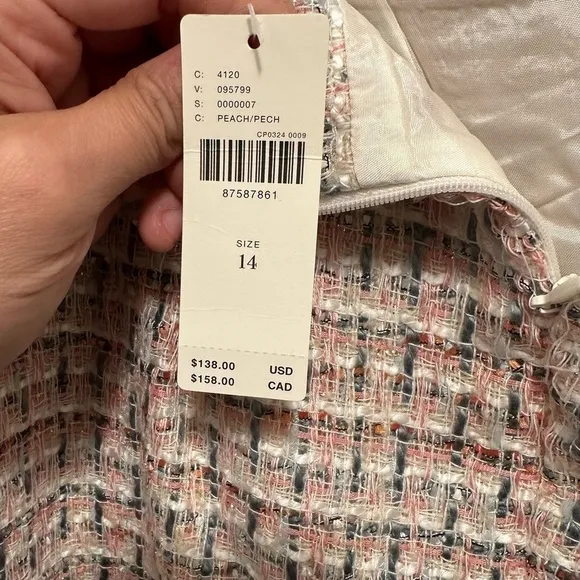 C: 4120
V: 095799
S: 0000007
C: PEACH/PECH
CP0324 0009
87587861
SIZE
14
$138.00 USD
$158.00 CAD